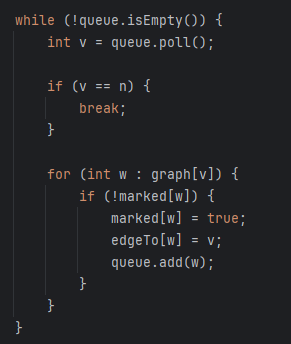 while (!queue.isEmpty()) {
    int v = queue.poll();

    if (v == n) {
        break;
    }

    for (int w : graph[v]) {
        if (!marked[w]) {
            marked[w] = true;
            edgeTo[w] = v;
            queue.add(w);
        }
    }
}